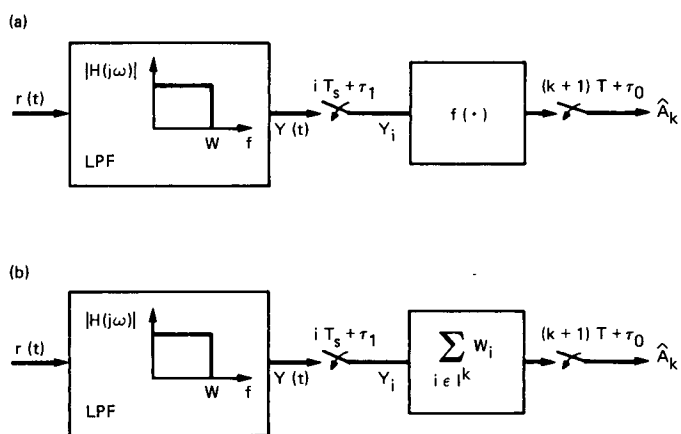 (a)
|H(jω)|
i T_s + τ_1
(k + 1) T + τ_0
r (t)
f (·)
Â_k
W
f
Y (t)
Y_i
LPF
(b)
|H(jω)|
i T_s + τ_1
(k + 1) T + τ_0
r (t)
∑ W_i
Â_k
i ε I^k
W
f
Y (t)
Y_i
LPF